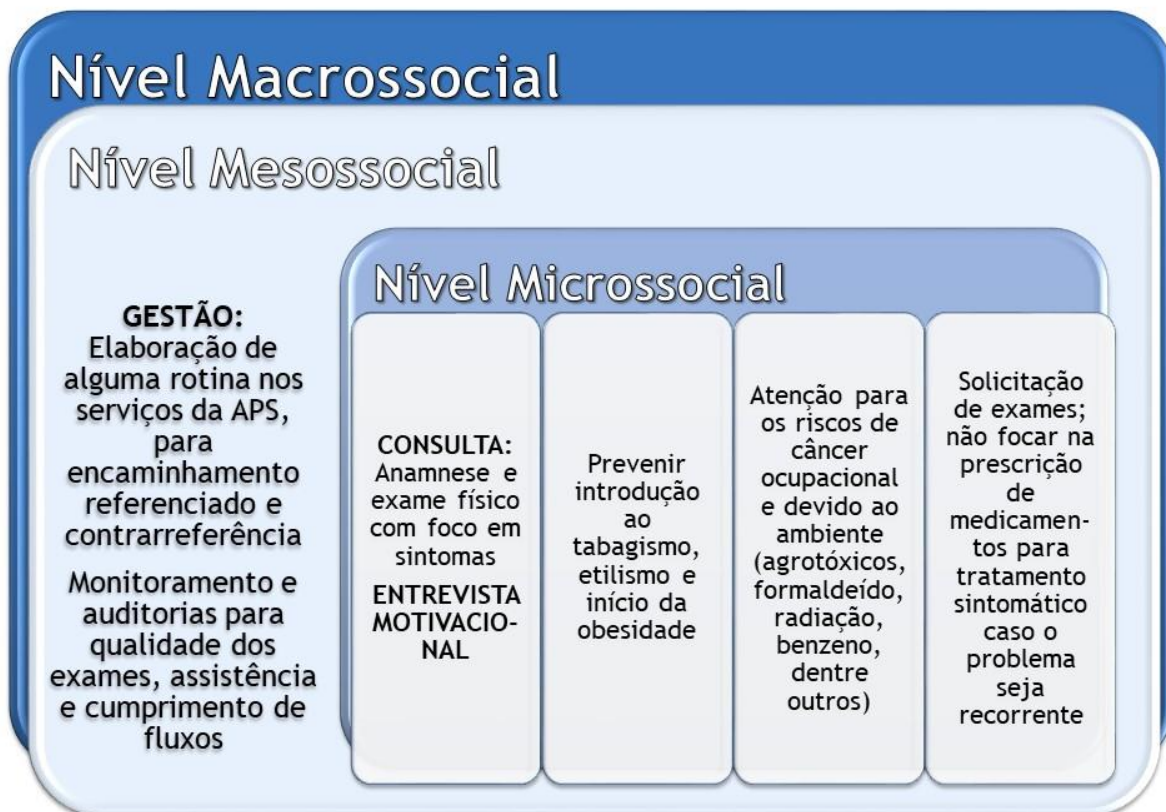 Nível Macrossocial
Nível Mesossocial
GESTÃO:
Elaboração de
alguma rotina nos
serviços da APS,
para
encaminhamento
referenciado e
contrarreferência
Monitoramento e
auditorias para
qualidade dos
exames, assistência
e cumprimento de
fluxos
Nível Microssocial
CONSULTA:
Anamnese e
exame físico
com foco em
sintomas
ENTREVISTA
MOTIVACIO-
NAL
Prevenir
introdução
ao
tabagismo,
etilismo e
início da
obesidade
Atenção para
os riscos de
câncer
ocupacional
e devido ao
ambiente
(agrotóxicos,
formaldeído,
radiação,
benzeno,
dentre
outros)
Solicitação
de exames;
não focar na
prescrição
de
medicamen-
tos para
tratamento
sintomático
caso o
problema
seja
recorrente